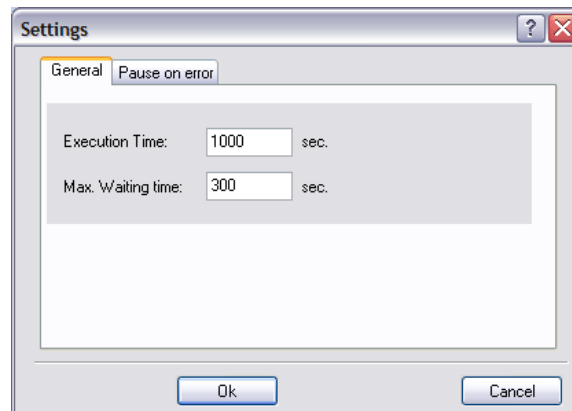 Settings
General Pause on error
Execution Time: 1000 sec.
Max. Waiting time: 300 sec.
Ok Cancel